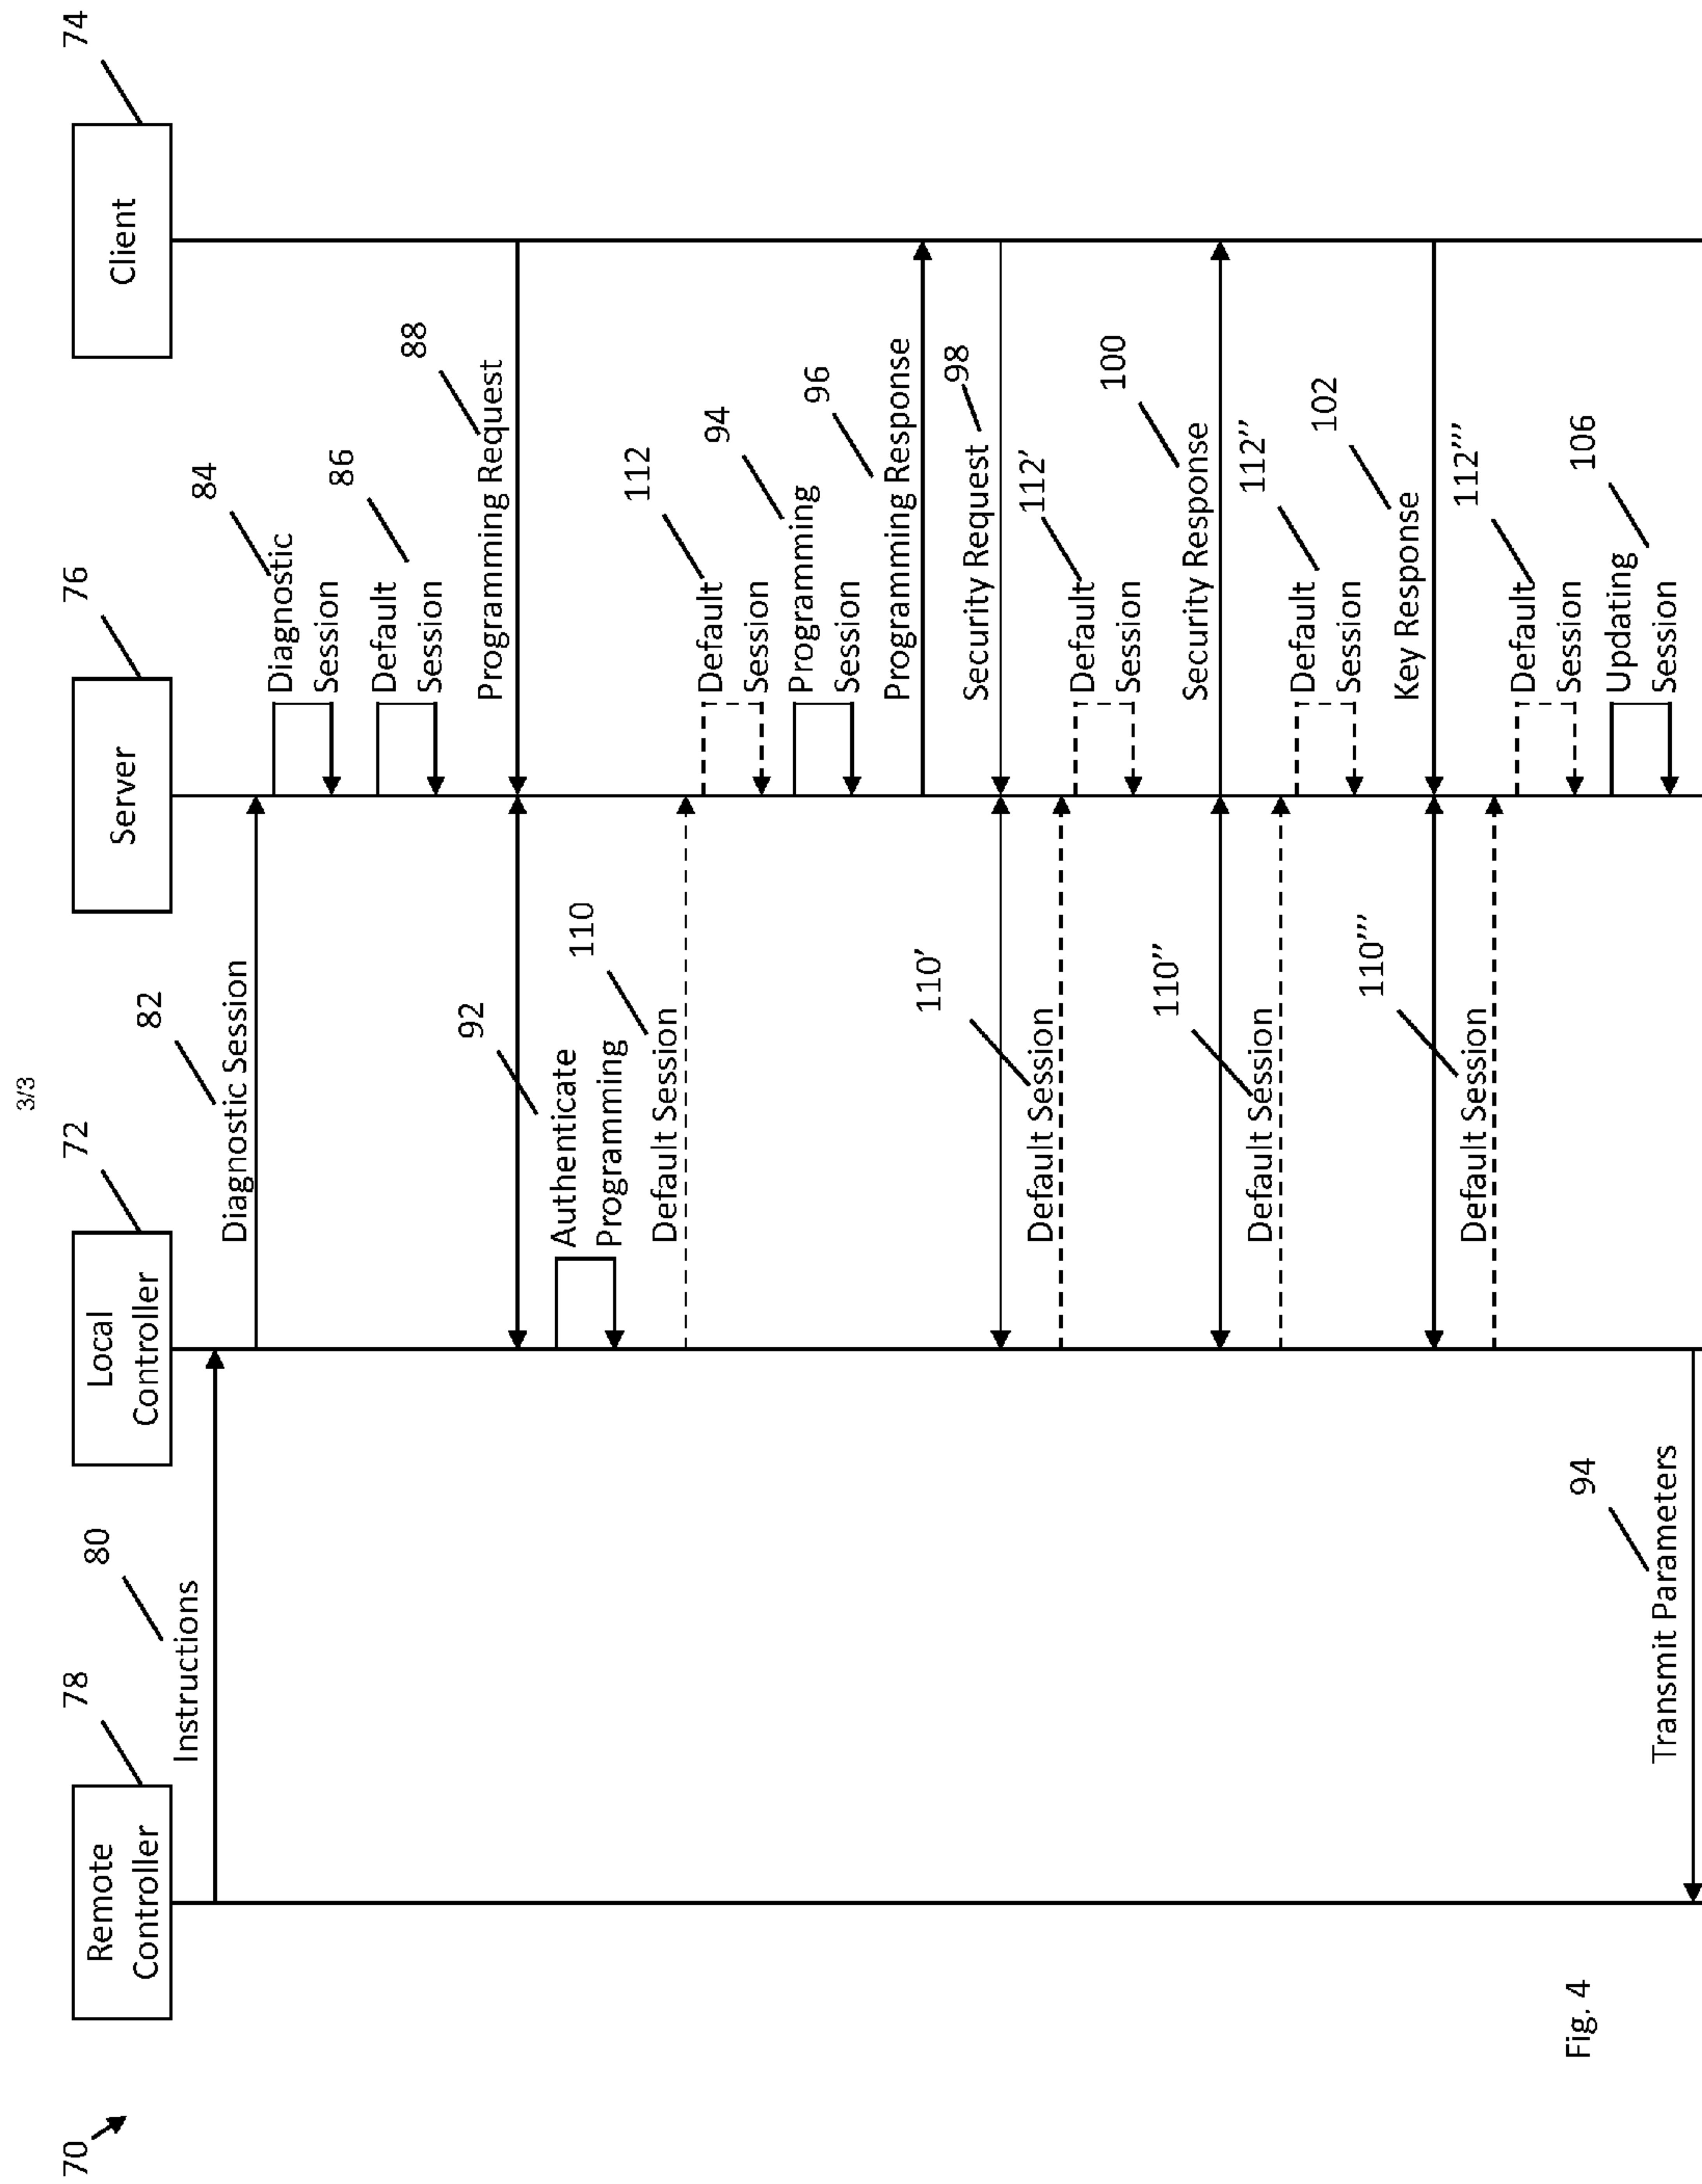 3/3
70
Remote
Controller
78
Local
Controller
72
Server
76
Client
74
Instructions
80
Diagnostic Session
82
Diagnostic
Session
84
Default
Session
86
Programming Request
88
92
Authenticate
Programming
Default Session
110
Default
Session
112
Programming
Session
94
Programming Response
96
Security Request
98
110'
Default Session
Default
Session
112'
Security Response
100
110''
Default Session
Default
Session
112''
Key Response
102
110'''
Default Session
Default
Session
112'''
Updating
Session
106
Transmit Parameters
94
Fig. 4